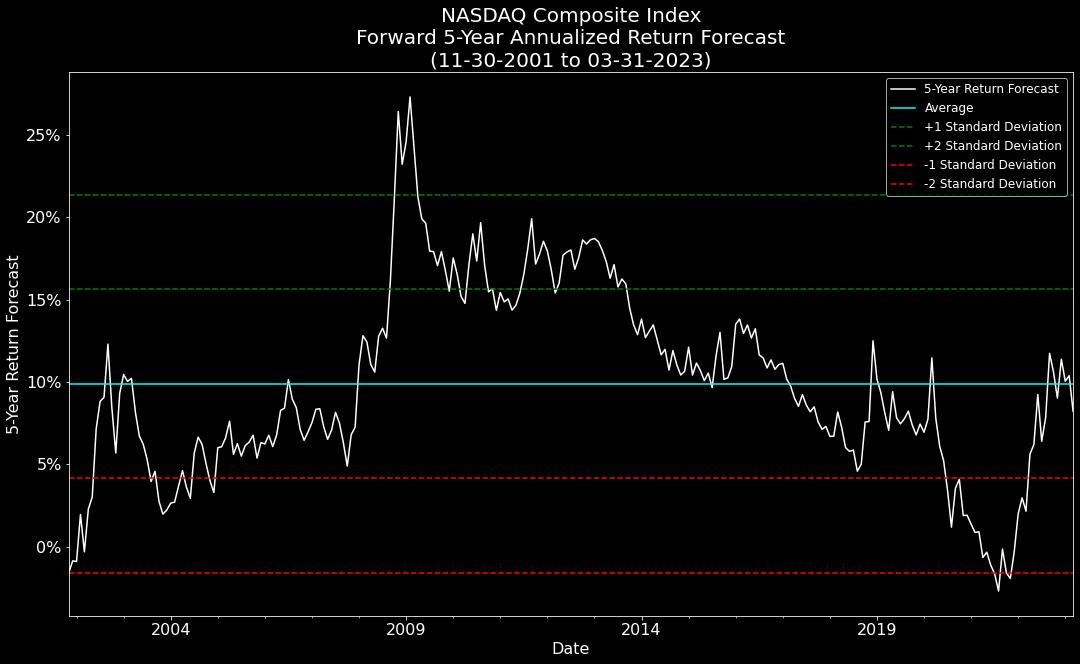 NASDAQ Composite Index
Forward 5-Year Annualized Return Forecast
(11-30-2001 to 03-31-2023)
5-Year Return Forecast
Average
+1 Standard Deviation
+2 Standard Deviation
-1 Standard Deviation
-2 Standard Deviation
25%
20%
15%
10%
5%
0%
5-Year Return Forecast
2004
2009
2014
2019
Date